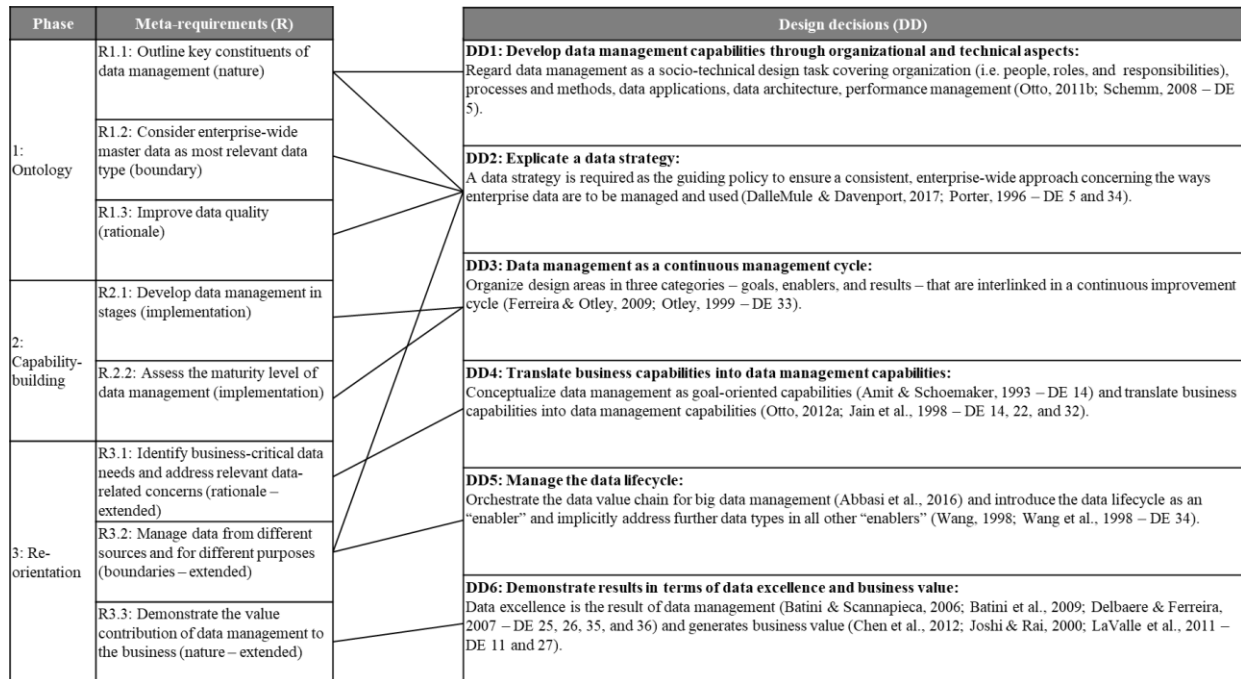 Phase
Meta-requirements (R)
Design decisions (DD)
1:
Ontology
R1.1: Outline key constituents of
data management (nature)
R1.2: Consider enterprise-wide
master data as most relevant data
type (boundary)
R1.3: Improve data quality
(rationale)
2:
Capability-
building
R2.1: Develop data management in
stages (implementation)
R.2.2: Assess the maturity level of
data management (implementation)
3: Re-
orientation
R3.1: Identify business-critical data
needs and address relevant data-
related concerns (rationale –
extended)
R3.2: Manage data from different
sources and for different purposes
(boundaries – extended)
R3.3: Demonstrate the value
contribution of data management to
the business (nature – extended)
DD1: Develop data management capabilities through organizational and technical aspects:
Regard data management as a socio-technical design task covering organization (i.e. people, roles, and responsibilities),
processes and methods, data applications, data architecture, performance management (Otto, 2011b; Schemm, 2008 – DE
5).
DD2: Explicate a data strategy:
A data strategy is required as the guiding policy to ensure a consistent, enterprise-wide approach concerning the ways
enterprise data are to be managed and used (DalleMule & Davenport, 2017; Porter, 1996 – DE 5 and 34).
DD3: Data management as a continuous management cycle:
Organize design areas in three categories – goals, enablers, and results – that are interlinked in a continuous improvement
cycle (Ferreira & Otley, 2009; Otley, 1999 – DE 33).
DD4: Translate business capabilities into data management capabilities:
Conceptualize data management as goal-oriented capabilities (Amit & Schoemaker, 1993 – DE 14) and translate business
capabilities into data management capabilities (Otto, 2012a; Jain et al., 1998 – DE 14, 22, and 32).
DD5: Manage the data lifecycle:
Orchestrate the data value chain for big data management (Abbasi et al., 2016) and introduce the data lifecycle as an
“enabler” and implicitly address further data types in all other “enablers” (Wang, 1998; Wang et al., 1998 – DE 34).
DD6: Demonstrate results in terms of data excellence and business value:
Data excellence is the result of data management (Batini & Scannapieca, 2006; Batini et al., 2009; Delbaere & Ferreira,
2007 – DE 25, 26, 35, and 36) and generates business value (Chen et al., 2012; Joshi & Rai, 2000; LaValle et al., 2011 –
DE 11 and 27).